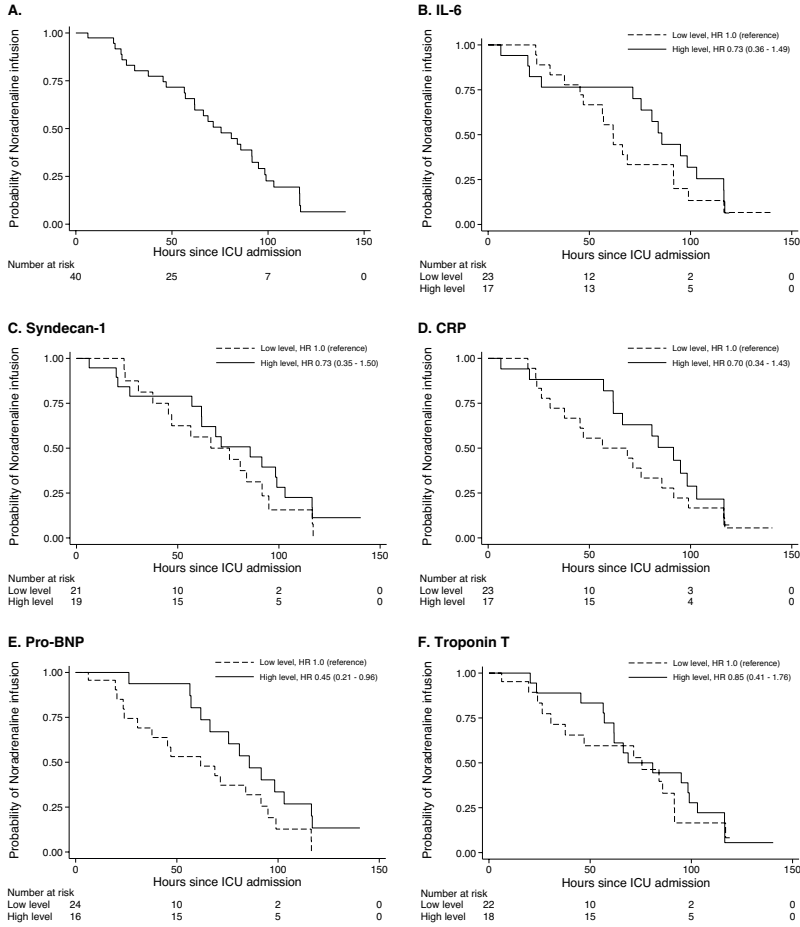 A.
Probability of Noradrenaline infusion
1.00
0.75
0.50
0.25
0.00
0 50 100 150
Hours since ICU admission
Number at risk
40 25 7 0
B. IL-6
Low level, HR 1.0 (reference)
High level, HR 0.73 (0.36 - 1.49)
Probability of Noradrenaline infusion
1.00
0.75
0.50
0.25
0.00
0 50 100 150
Hours since ICU admission
Number at risk
Low level 23 12 2 0
High level 17 13 5 0
C. Syndecan-1
Low level, HR 1.0 (reference)
High level, HR 0.73 (0.35 - 1.50)
Probability of Noradrenaline infusion
1.00
0.75
0.50
0.25
0.00
0 50 100 150
Hours since ICU admission
Number at risk
Low level 21 10 2 0
High level 19 15 5 0
D. CRP
Low level, HR 1.0 (reference)
High level, HR 0.70 (0.34 - 1.43)
Probability of Noradrenaline infusion
1.00
0.75
0.50
0.25
0.00
0 50 100 150
Hours since ICU admission
Number at risk
Low level 23 10 3 0
High level 17 15 4 0
E. Pro-BNP
Low level, HR 1.0 (reference)
High level, HR 0.45 (0.21 - 0.96)
Probability of Noradrenaline infusion
1.00
0.75
0.50
0.25
0.00
0 50 100 150
Hours since ICU admission
Number at risk
Low level 24 10 2 0
High level 16 15 5 0
F. Troponin T
Low level, HR 1.0 (reference)
High level, HR 0.85 (0.41 - 1.76)
Probability of Noradrenaline infusion
1.00
0.75
0.50
0.25
0.00
0 50 100 150
Hours since ICU admission
Number at risk
Low level 22 10 2 0
High level 18 15 5 0